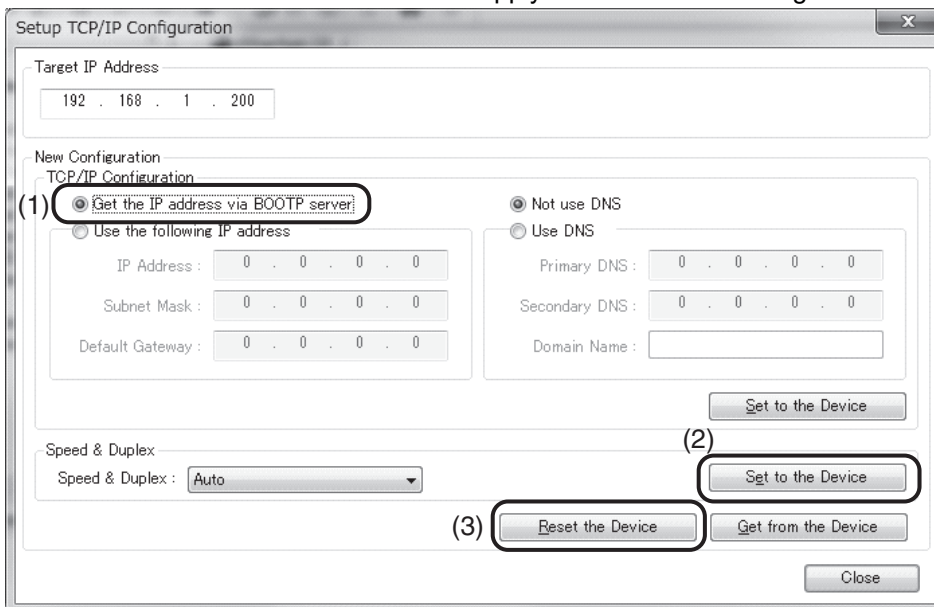 Setup TCP/IP Configuration
x
Target IP Address
192 . 168 . 1 . 200
New Configuration
TCP/IP Configuration
(1) Get the IP address via BOOTP server
Not use DNS
Use the following IP address
Use DNS
IP Address : 0 . 0 . 0 . 0
Primary DNS : 0 . 0 . 0 . 0
Subnet Mask : 0 . 0 . 0 . 0
Secondary DNS : 0 . 0 . 0 . 0
Default Gateway : 0 . 0 . 0 . 0
Domain Name :
Set to the Device
(2)
Speed & Duplex
Speed & Duplex : Auto
Set to the Device
(3) Reset the Device
Get from the Device
Close